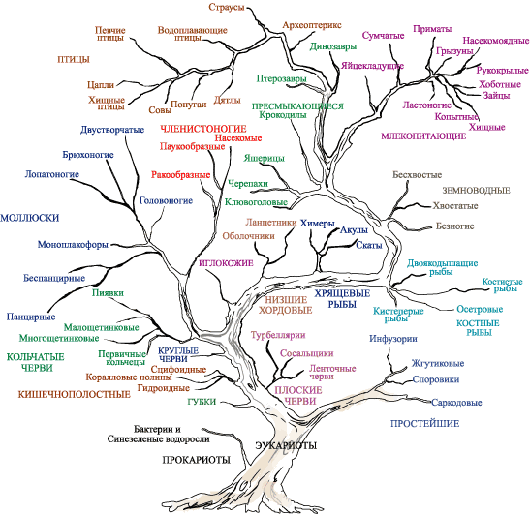 Страусы
Археоптерикс
Певчие
птицы
Водоплавающие
птицы
Динозавры
Сумчатые
Приматы
Грызуны
Насекомоядные
ПТИЦЫ
Яйцекладущие
Рукокрылые
Птерозавры
Хоботные
Цапли
Зайцы
Хищные
птицы
Совы
Попугаи
Дятлы
ПРЕСМЫКАЮЩИЕСЯ
Крокодилы
Ластоногие
Копытные
Хищные
МЛЕКОПИТАЮЩИЕ
Двустворчатые
ЧЛЕНИСТОНОГИЕ
Насекомые
Паукообразные
Брюхоногие
Ящерицы
Лопатоногие
Ракообразные
Черепахи
Бесхвостые
ЗЕМНОВОДНЫЕ
Головоногие
Клювоголовые
Хвостатые
МОЛЛЮСКИ
Ланцетники
Химеры
Акулы
Безногие
Оболочники
Скаты
Моноплакофоры
ИГЛОКОЖИЕ
Двоякодышащие
рыбы
Беспанцирные
Костистые
рыбы
Пиявки
НИЗШИЕ
ХОРДОВЫЕ
ХРЯЩЕВЫЕ
РЫБЫ
Кистеперые
рыбы
Осетровые
Панцирные
КОСТНЫЕ
РЫБЫ
Малощетинковые
Многощетинковые
Турбеллярии
Инфузории
КОЛЬЧАТЫЕ
ЧЕРВИ
Первичные
кольчецы
КРУГЛЫЕ
ЧЕРВИ
Сосальщики
Жгутиковые
Сцифоидные
Ленточные
черви
Коралловые полипы
Споровики
КИШЕЧНОПОЛОСТНЫЕ
Гидроидные
ПЛОСКИЕ
ЧЕРВИ
ГУБКИ
Саркодовые
ПРОСТЕЙШИЕ
Бактерии и
Синезеленые водоросли
ЭУКАРИОТЫ
ПРОКАРИОТЫ